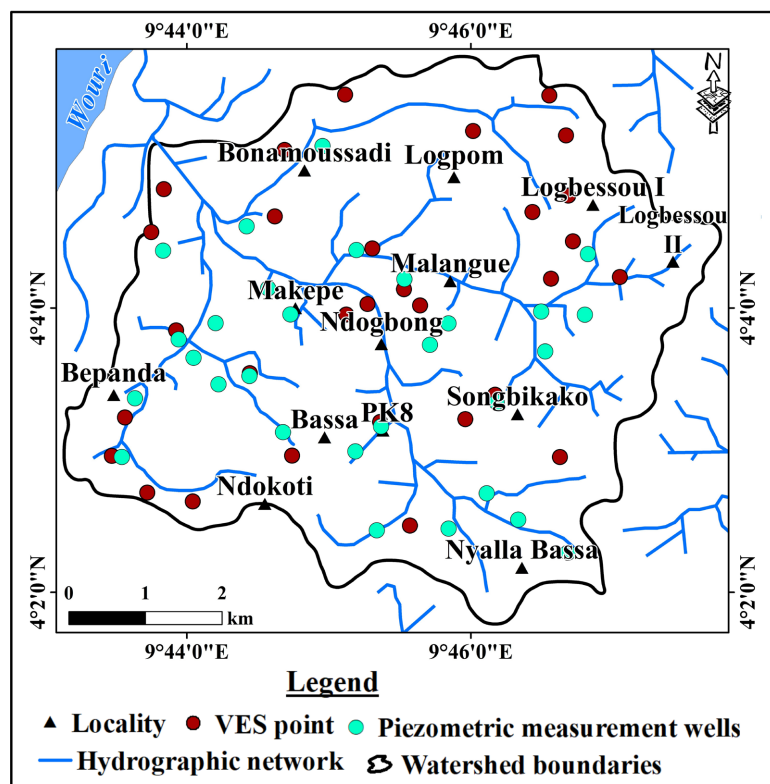 9°44'0"E 9°46'0"E
Wouri
N
Bonamoussadi
Logpom
Logbessou I
Logbessou
II
Malangue
Makepe
4°4'0"N 4°4'0"N
Ndogbong
Bepanda
Songbikako
PK8
Bassa
Ndokoti
Nyalla Bassa
4°2'0"N 4°2'0"N
0 1 2
km
9°44'0"E 9°46'0"E
Legend
Locality VES point Piezometric measurement wells
Hydrographic network Watershed boundaries